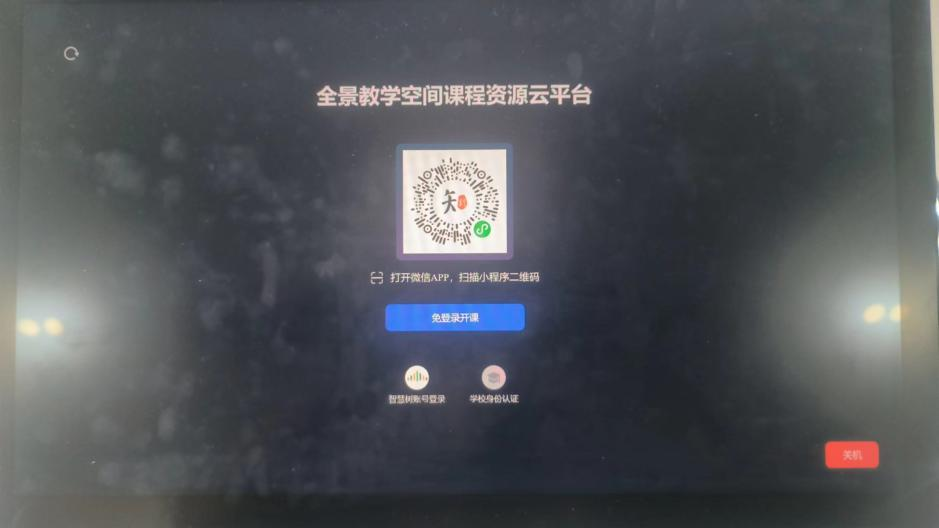 全景教学空间课程资源云平台
知
打开微信APP，扫描小程序二维码
免登录开课
智慧树账号登录
学校身份认证
关机